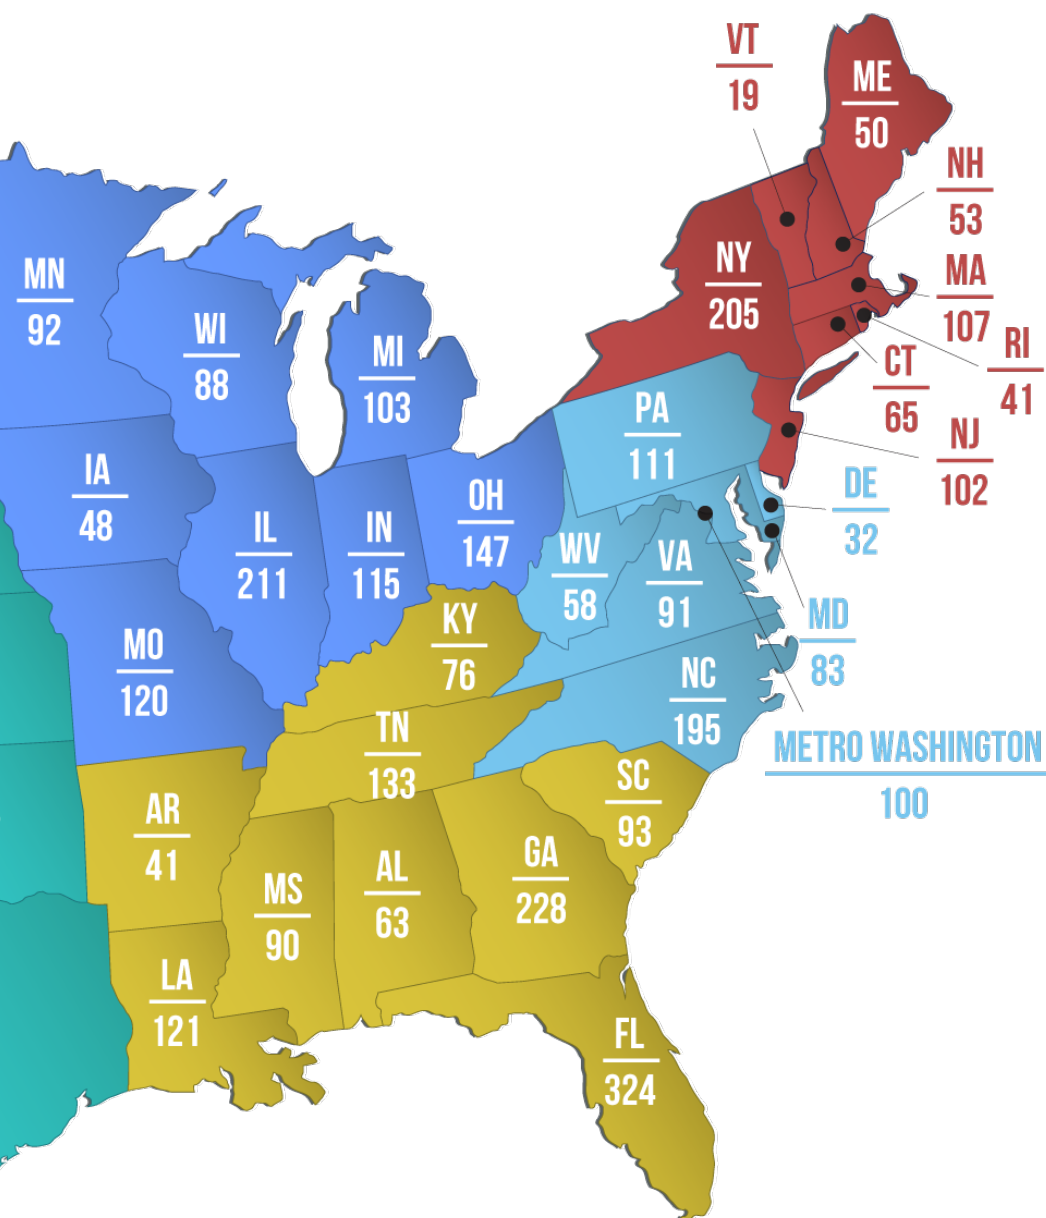 VT
19
ME
50
NH
53
MN
92
NY
205
MA
107
WI
88
MI
103
RI
41
CT
65
PA
111
NJ
102
IA
48
OH
147
DE
32
IL
211
IN
115
WV
58
VA
91
MD
83
KY
76
MO
120
NC
195
TN
133
METRO WASHINGTON
100
SC
93
AR
41
GA
228
AL
63
MS
90
LA
121
FL
324